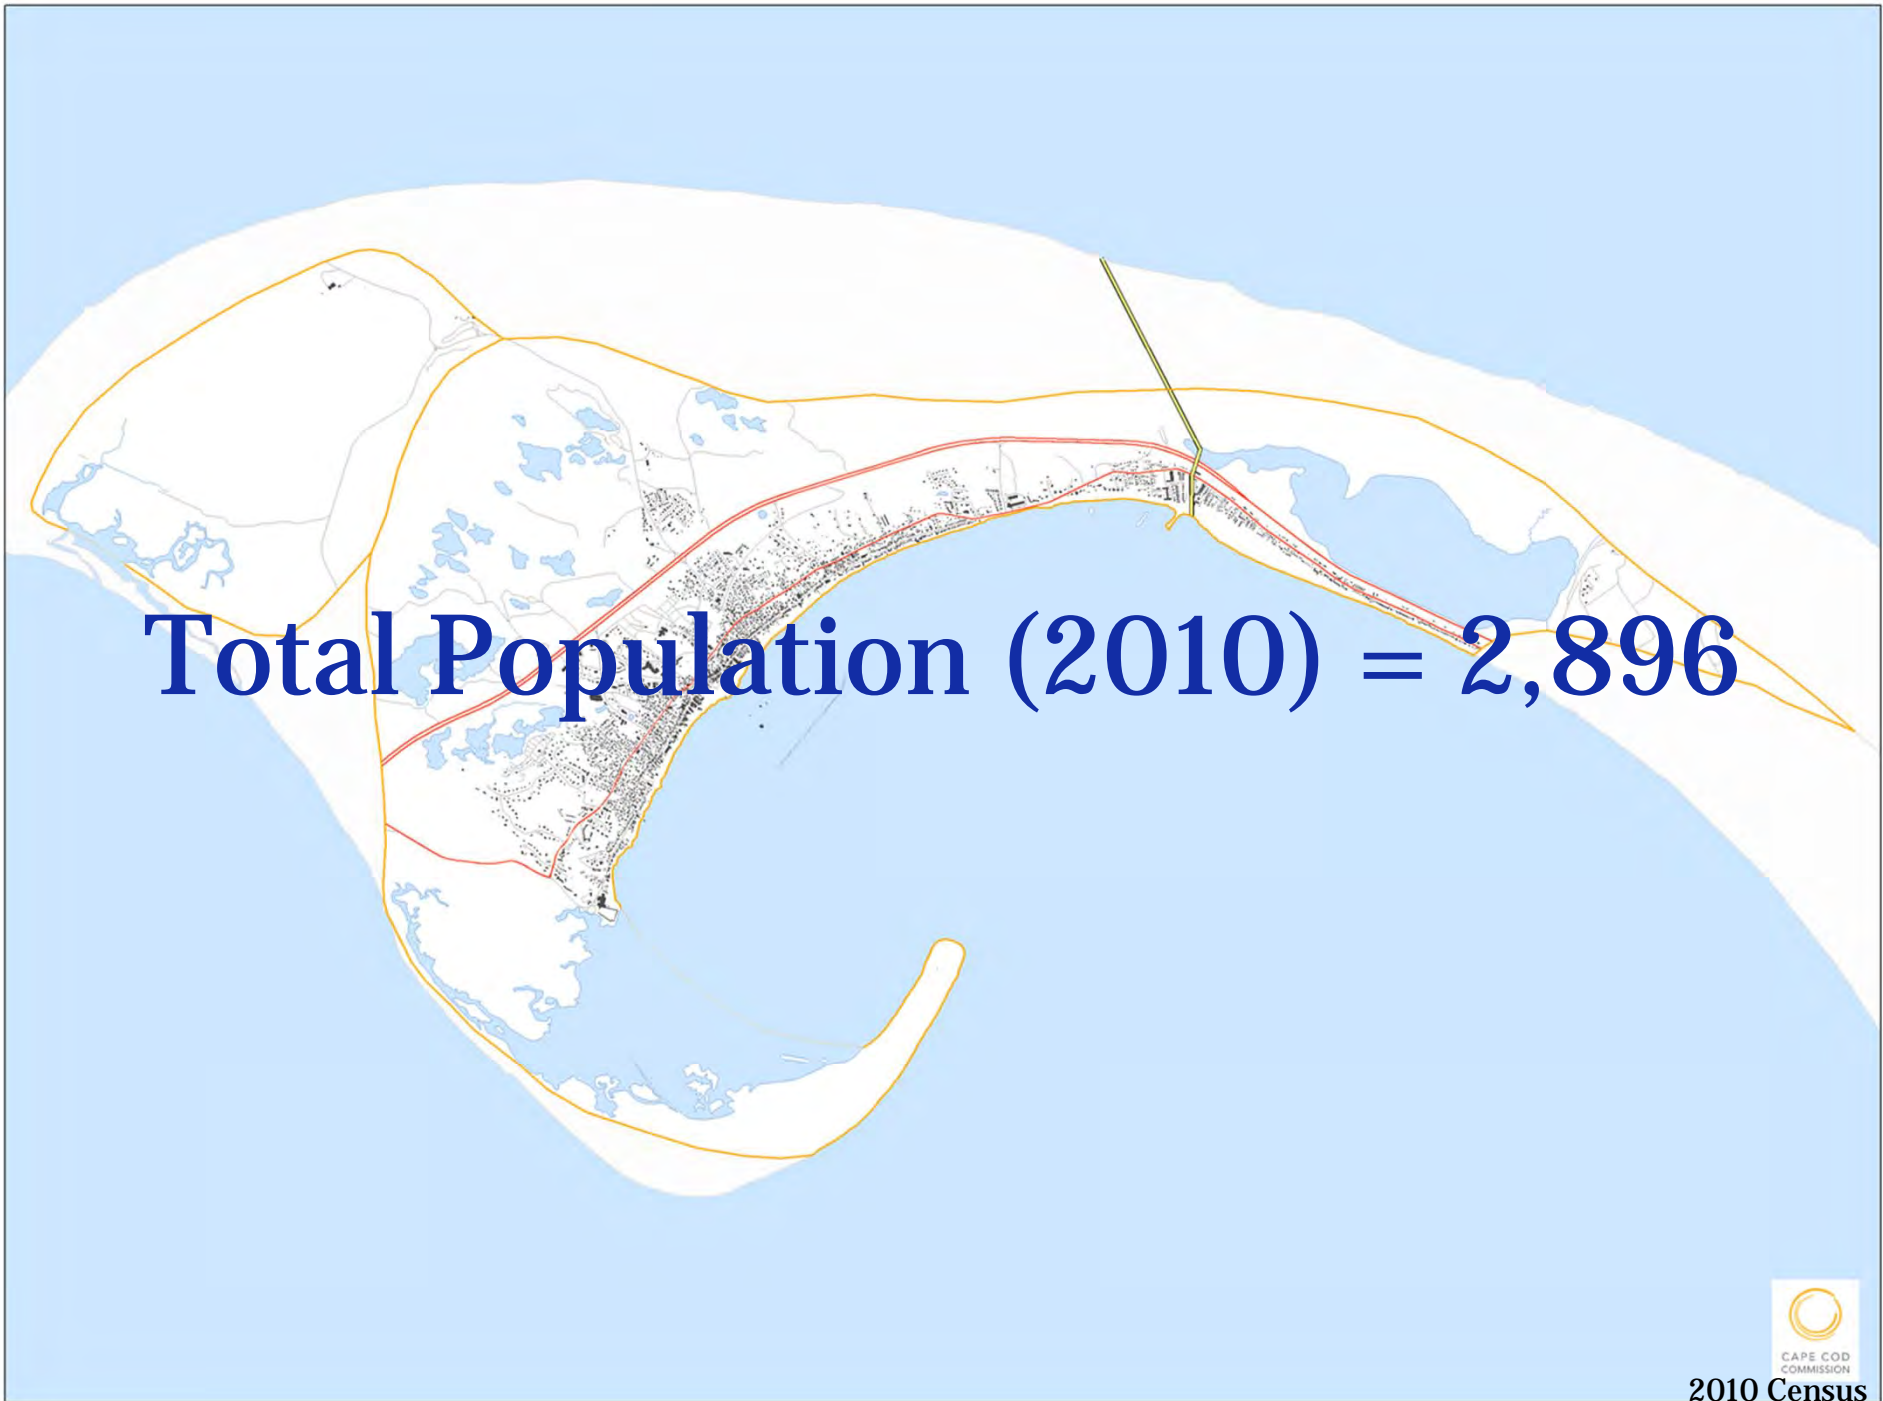 Total Population (2010) = 2,896
CAPE COD
COMMISSION
2010 Census